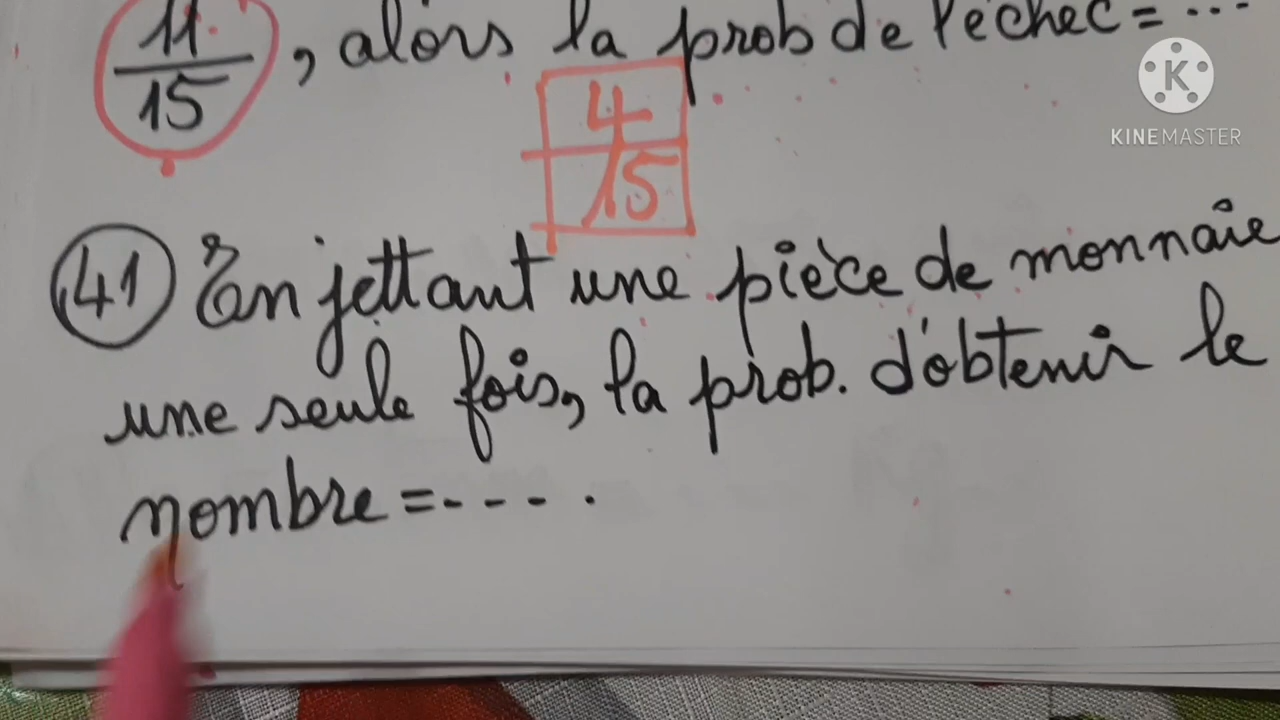 11/15, alors la prob de l'échec = ...
4/15
K
KINEMASTER
41 En jettant une pièce de monnaie
une seule fois, la prob. d'obtenir le
nombre = - - - - .